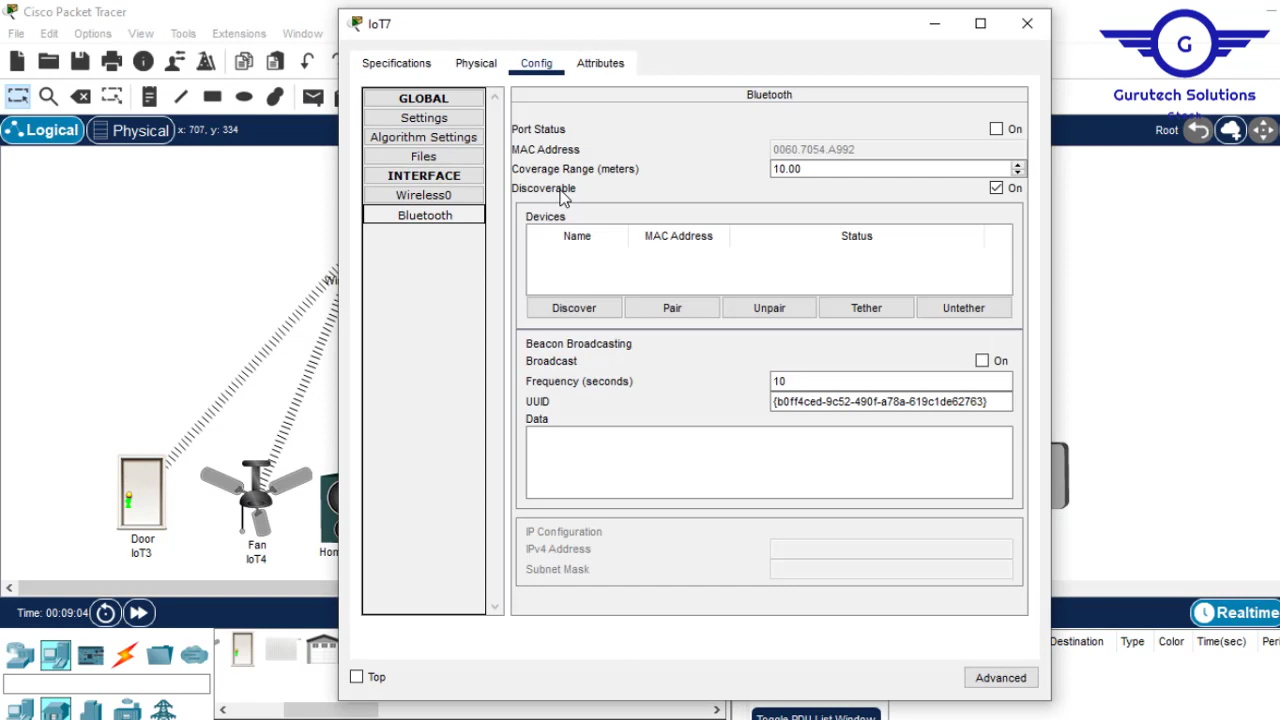 Cisco Packet Tracer
File Edit Options View Tools Extensions Window
Logical
Physical
x: 707, y: 334
Root
G
Gurutech Solutions
IoT7
Specifications Physical Config Attributes
GLOBAL
Settings
Algorithm Settings
Files
INTERFACE
Wireless0
Bluetooth
Bluetooth
Port Status On
MAC Address 0060.7054.A992
Coverage Range (meters) 10.00
Discoverable On
Devices
Name MAC Address Status
Discover Pair Unpair Tether Untether
Beacon Broadcasting
Broadcast On
Frequency (seconds) 10
UUID {b0ff4ced-9c52-490f-a78a-619c1de62763}
Data
IP Configuration
IPv4 Address
Subnet Mask
Top
Advanced
Door
IoT3
Fan
IoT4
Time: 00:09:04
Realtime
Destination Type Color Time(sec)
Toggle PDU List Window